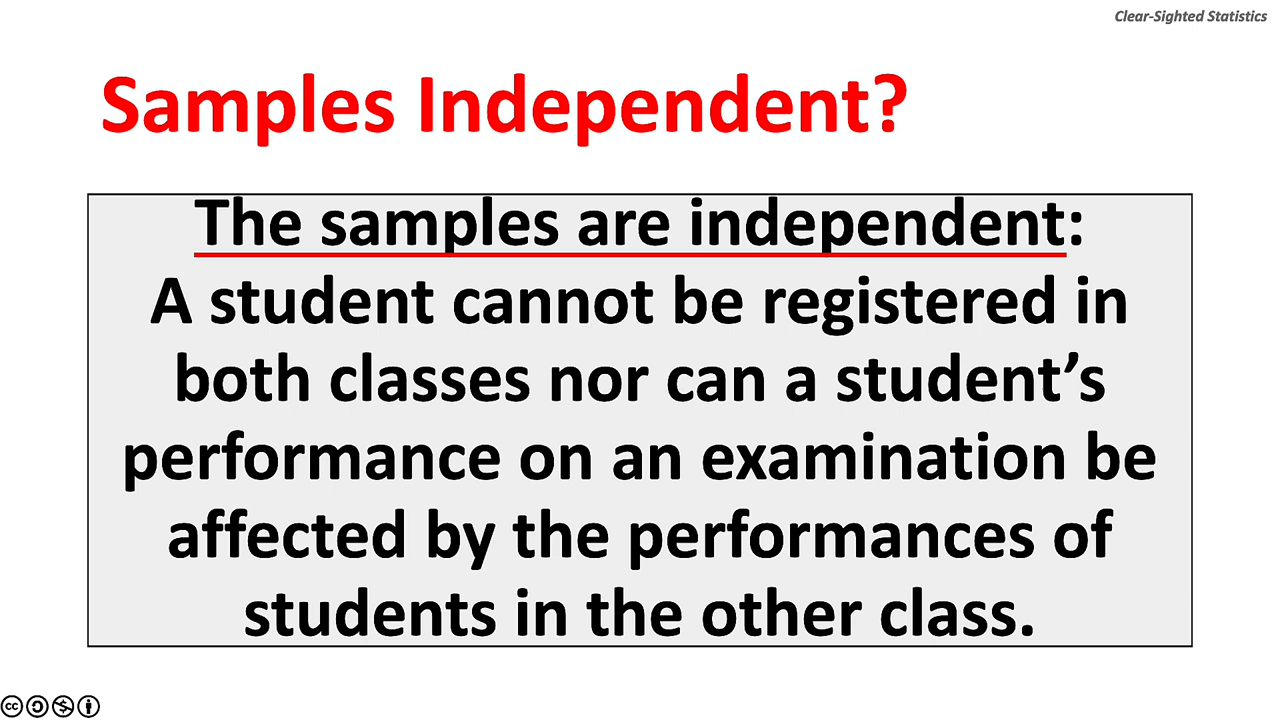 Clear-Sighted Statistics
Samples Independent?
The samples are independent:
A student cannot be registered in
both classes nor can a student’s
performance on an examination be
affected by the performances of
students in the other class.